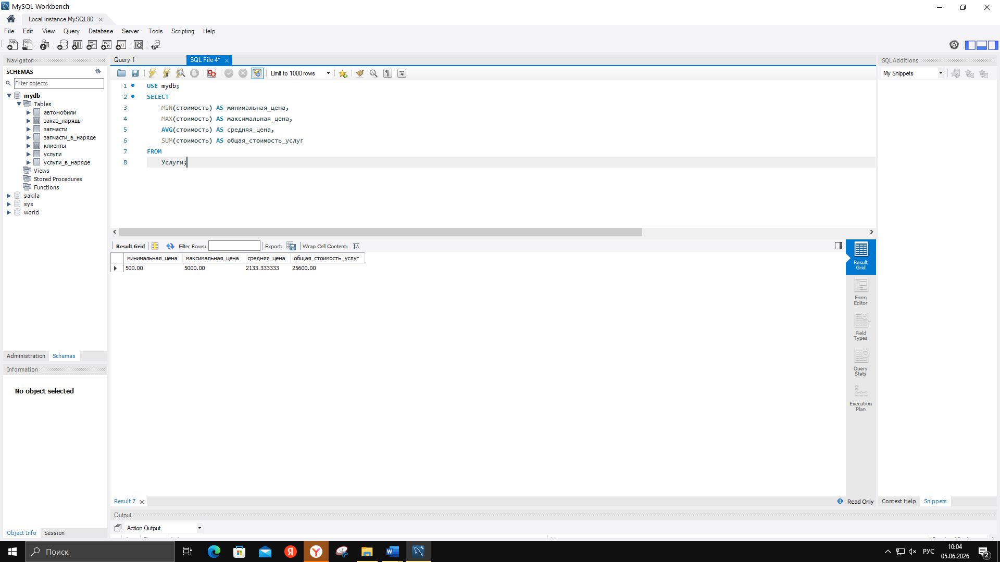 MySQL Workbench
Local instance MySQL80
File Edit View Query Database Server Tools Scripting Help
Navigator
SCHEMAS
Filter objects
mydb
Tables
автомобили
заказ_наряды
запчасти
запчасти_в_наряде
клиенты
услуги
услуги_в_наряде
Views
Stored Procedures
Functions
sakila
sys
world
Administration Schemas
Information
No object selected
Object Info Session
Query 1 SQL File 4*
Limit to 1000 rows
1 USE mydb;
2 SELECT
3 MIN(стоимость) AS минимальная_цена,
4 MAX(стоимость) AS максимальная_цена,
5 AVG(стоимость) AS средняя_цена,
6 SUM(стоимость) AS общая_стоимость_услуг
7 FROM
8 Услуги;
Result Grid Filter Rows: Export: Wrap Cell Content:
минимальная_цена максимальная_цена средняя_цена общая_стоимость_услуг
500.00 5000.00 2133.333333 25600.00
Result Grid
Form Editor
Field Types
Query Stats
Execution Plan
Result 7
Read Only
Output
Action Output
SQLAdditions
My Snippets
Context Help Snippets
Поиск
РУС
10:04
05.06.2026
2